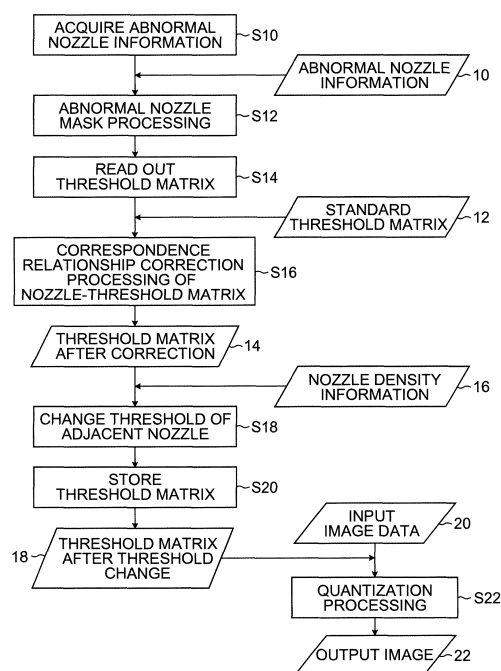 ACQUIRE ABNORMAL
NOZZLE INFORMATION
S10
ABNORMAL NOZZLE
INFORMATION
10
ABNORMAL NOZZLE
MASK PROCESSING
S12
READ OUT
THRESHOLD MATRIX
S14
STANDARD
THRESHOLD MATRIX
12
CORRESPONDENCE
RELATIONSHIP CORRECTION
PROCESSING OF
NOZZLE-THRESHOLD MATRIX
S16
THRESHOLD MATRIX
AFTER CORRECTION
14
NOZZLE DENSITY
INFORMATION
16
CHANGE THRESHOLD OF
ADJACENT NOZZLE
S18
STORE
THRESHOLD MATRIX
S20
INPUT
IMAGE DATA
20
18
THRESHOLD MATRIX
AFTER THRESHOLD
CHANGE
QUANTIZATION
PROCESSING
S22
OUTPUT IMAGE
22